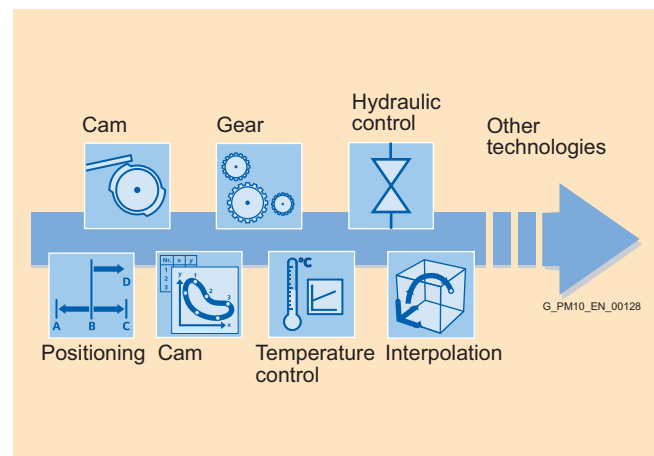 Cam
Gear
Hydraulic
control
Other
technologies
°C
Nr. x y
1
2
3
y
1
2
3
x
D
A B C
G_PM10_EN_00128
Positioning
Cam
Temperature
control
Interpolation